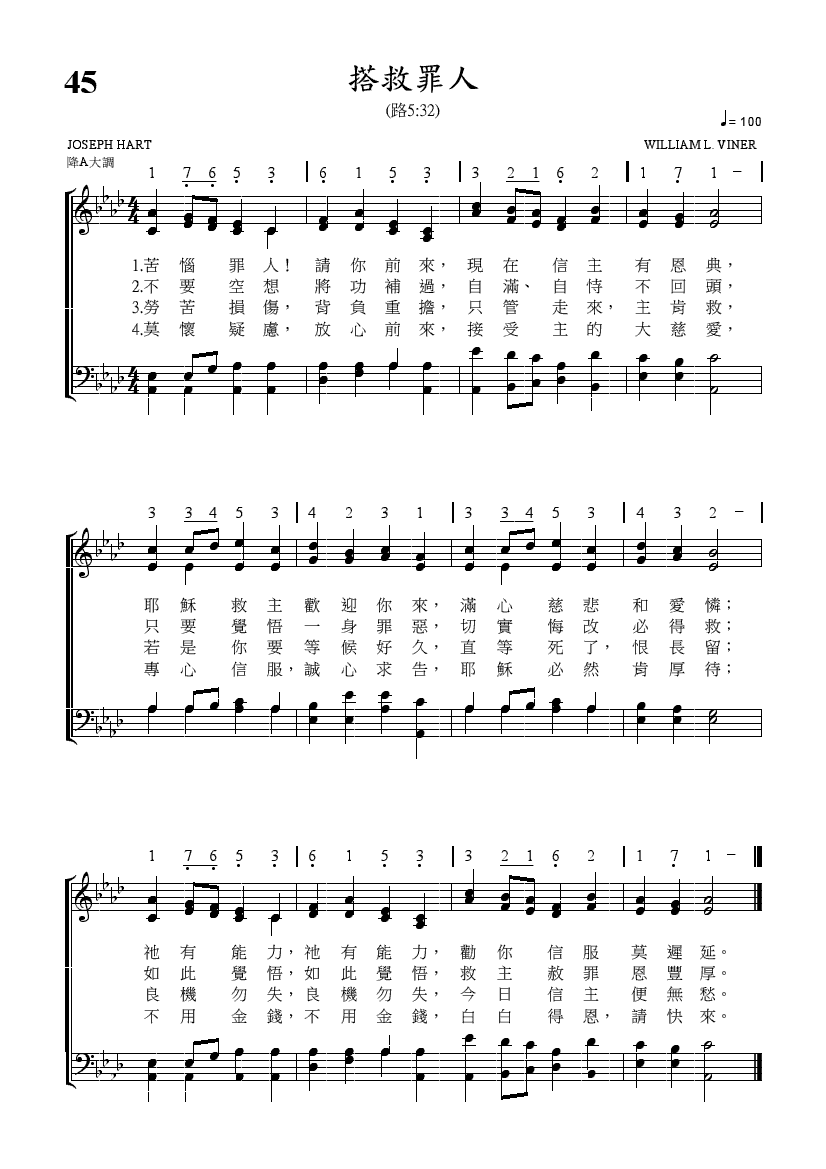 45
搭救罪人
(路5:32)
♩= 100
JOSEPH HART
WILLIAM L. VINER
降A大調
1 7̣ 6̣ 5̣ 3̣ | 6̣ 1 5̣ 3̣ | 3 2 1 6̣ 2 | 1 7̣ 1 – |
1.苦惱罪人！請你前來，現在信主有恩典，
2.不要空想將功補過，自滿、自恃不回頭，
3.勞苦損傷，背負重擔，只管走來，主肯救，
4.莫懷疑慮，放心前來，接受主的大慈愛，
3 3 4 5 3 | 4 2 3 1 | 3 3 4 5 3 | 4 3 2 – |
耶穌救主歡迎你來，滿心慈悲和愛憐；
只要覺悟一身罪惡，切實悔改必得救；
若是你要等候好久，直等死了，恨長留；
專心信服，誠心求告，耶穌必然肯厚待；
1 7̣ 6̣ 5̣ 3̣ | 6̣ 1 5̣ 3̣ | 3 2 1 6̣ 2 | 1 7̣ 1 – ‖
祂有能力，祂有能力，勸你信服莫遲延。
如此覺悟，如此覺悟，救主赦罪恩豐厚。
良機勿失，良機勿失，今日信主便無愁。
不用金錢，不用金錢，白白得恩，請快來。